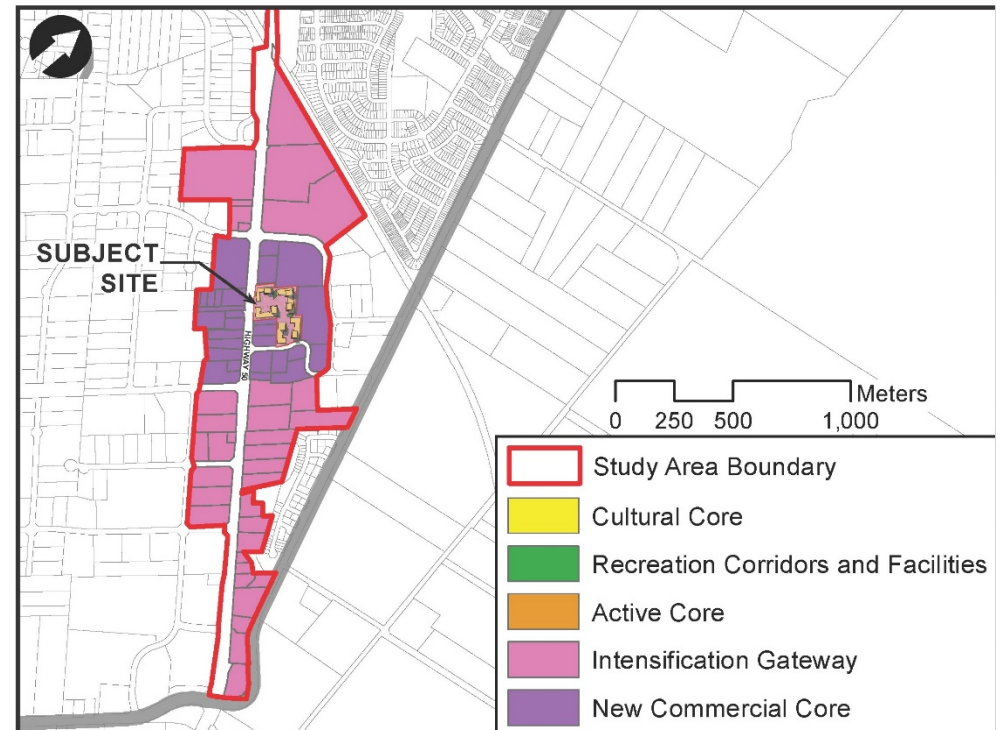 SUBJECT
SITE
HIGHWAY 50
Meters
0 250 500 1,000
Study Area Boundary
Cultural Core
Recreation Corridors and Facilities
Active Core
Intensification Gateway
New Commercial Core